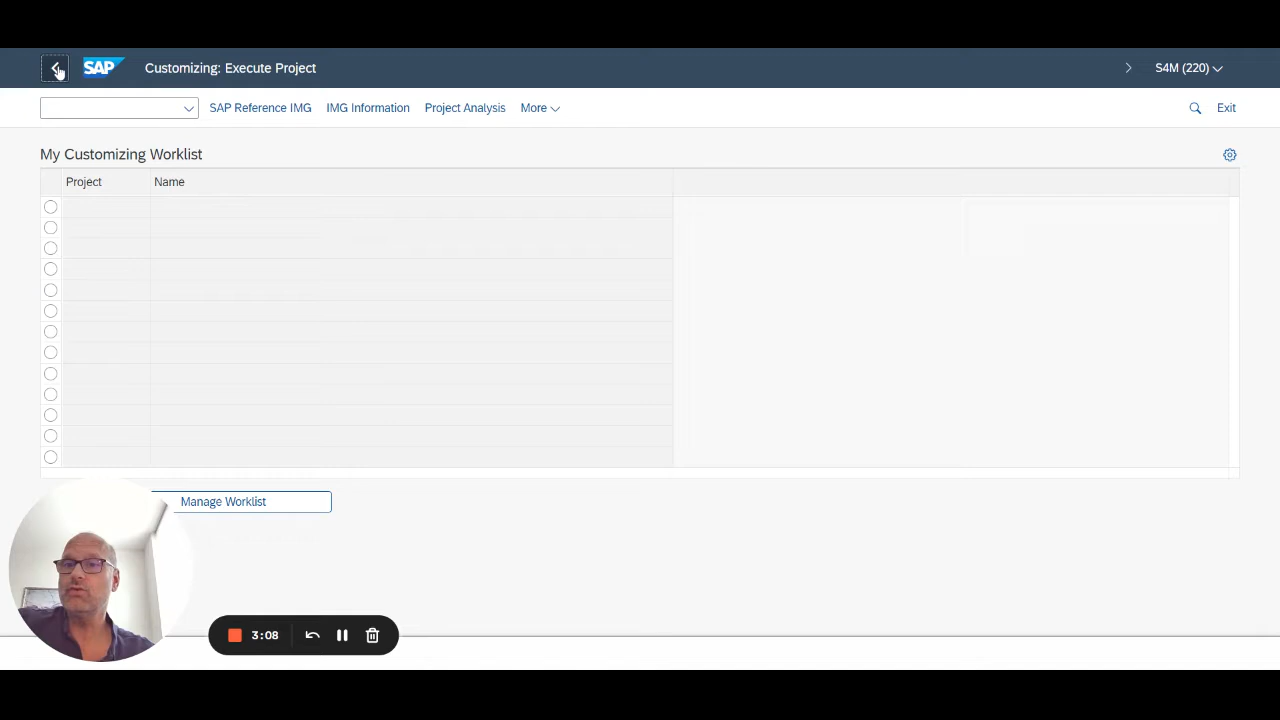 SAP
Customizing: Execute Project
S4M (220)
SAP Reference IMG
IMG Information
Project Analysis
More
Exit
My Customizing Worklist
Project
Name
Manage Worklist
3:08